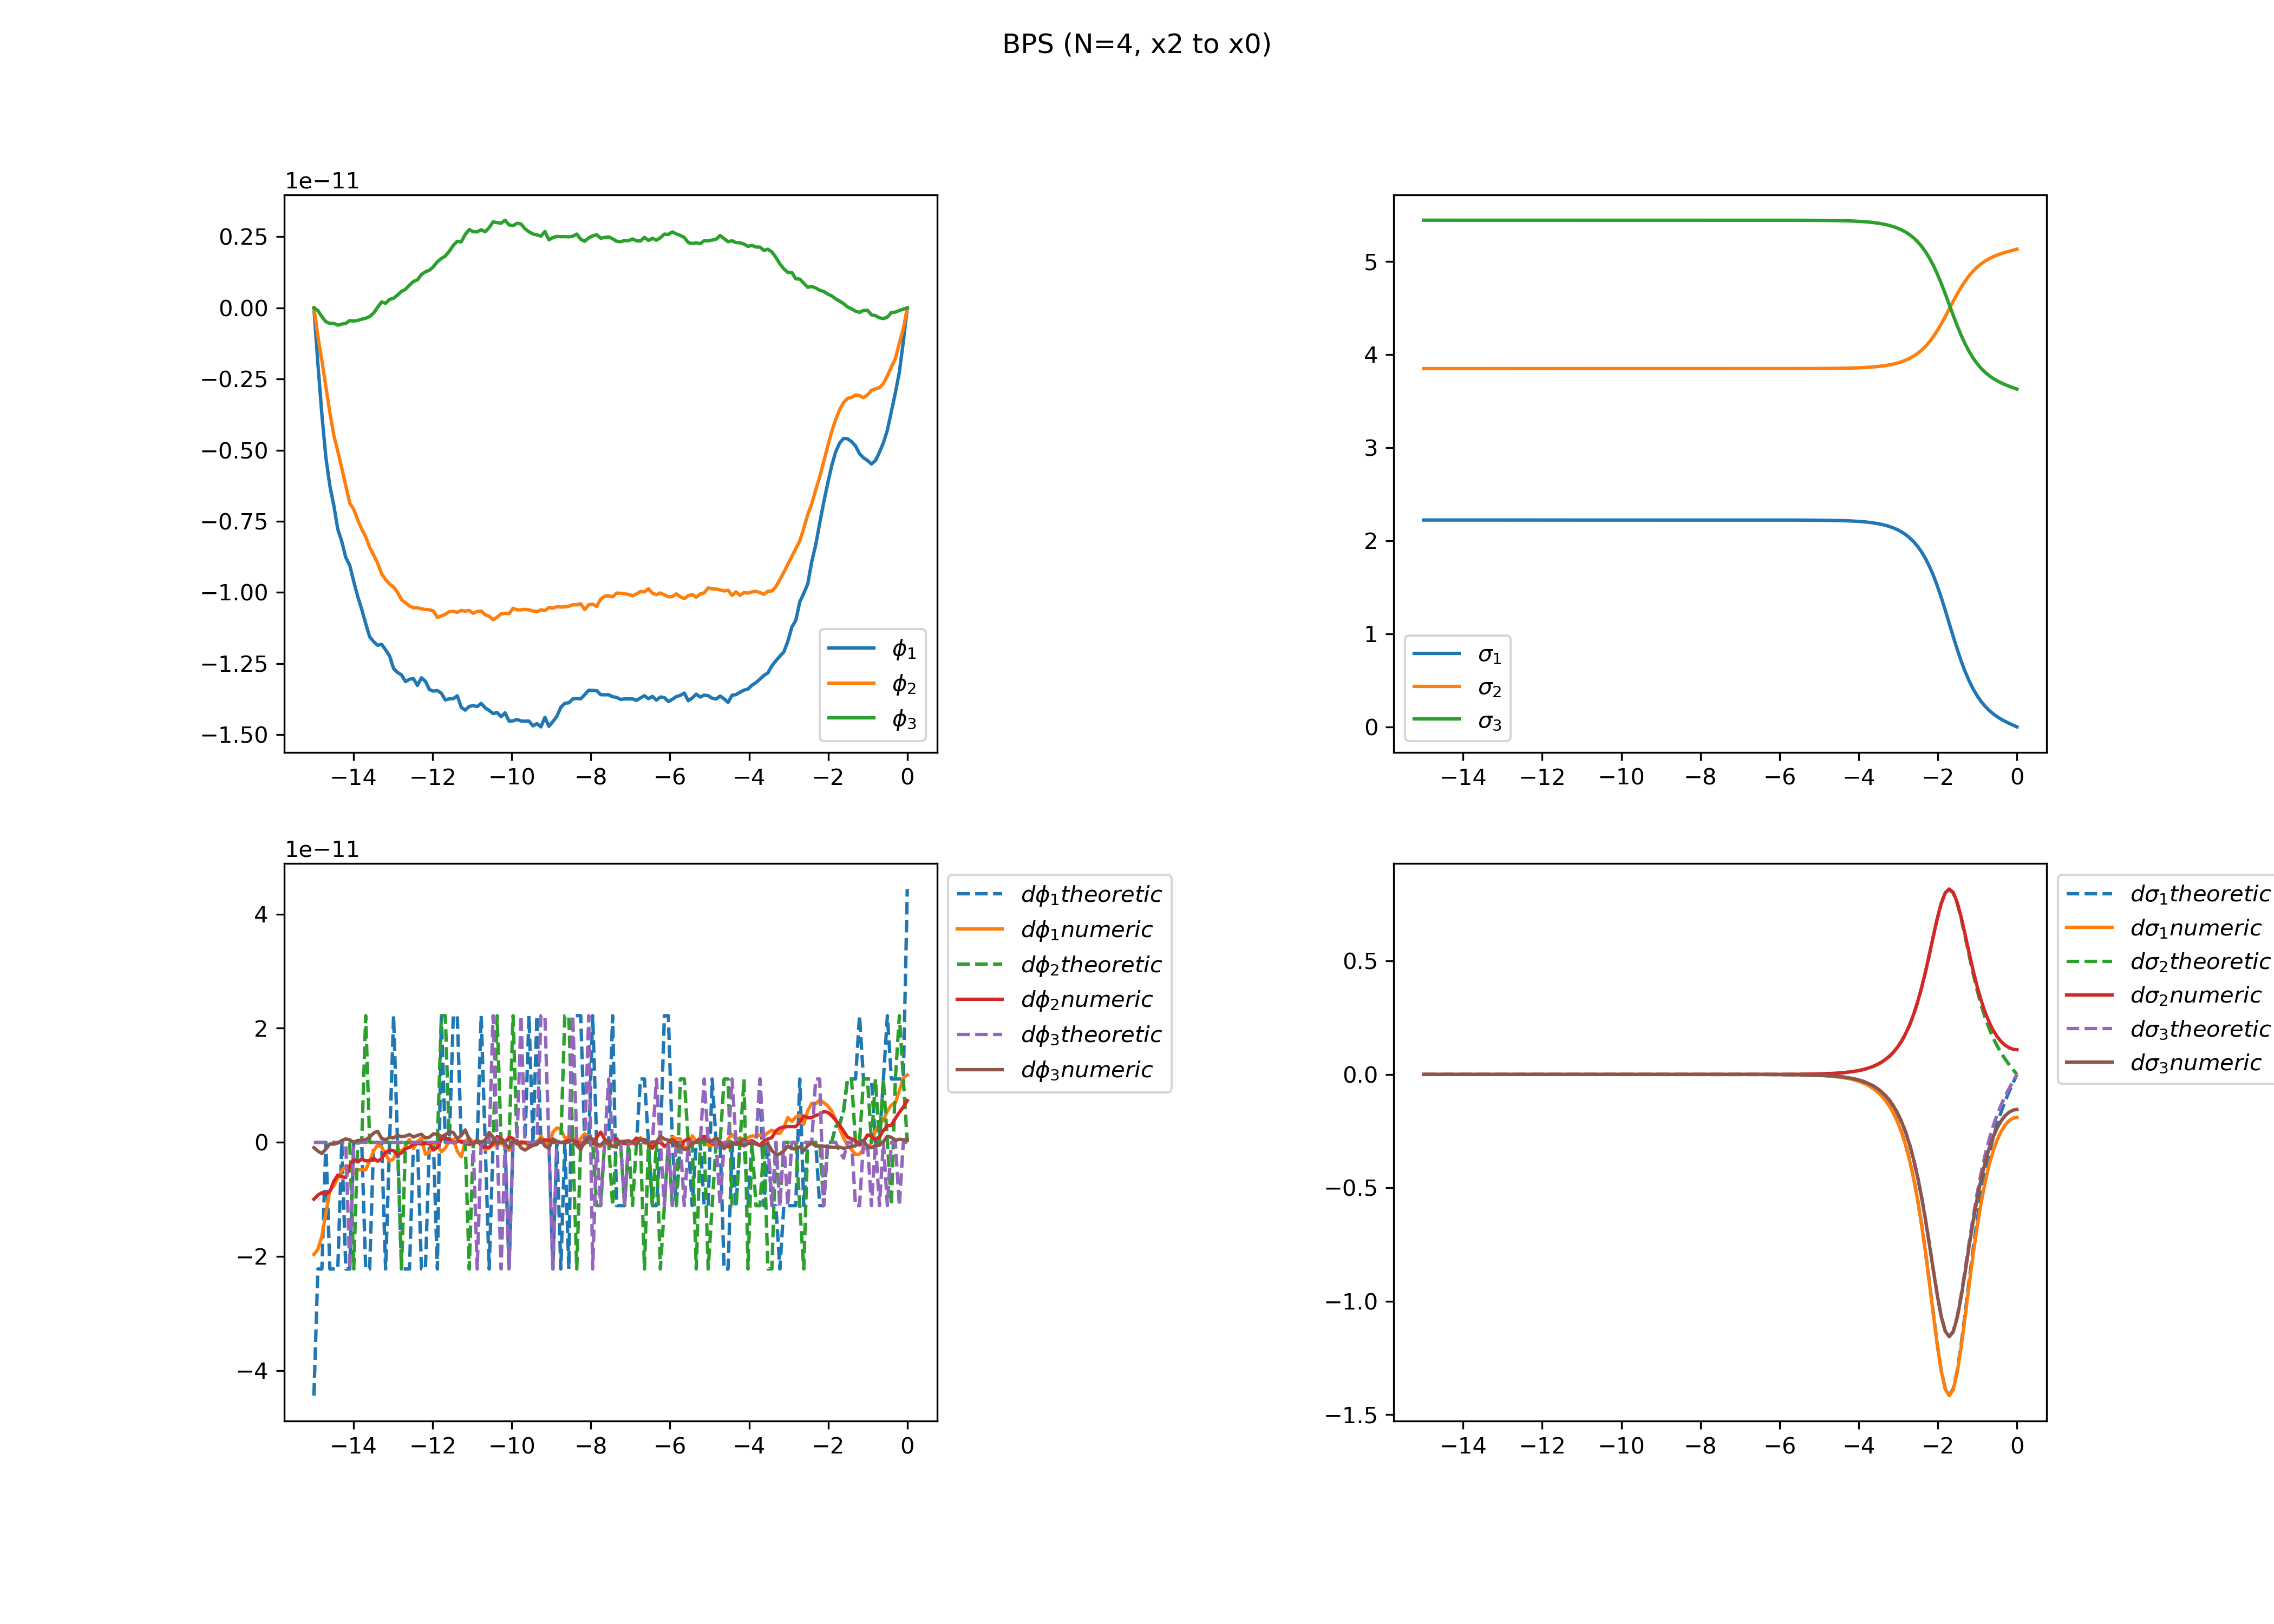 BPS (N=4, x2 to x0)
1e−11
0.25
0.00
−0.25
−0.50
−0.75
−1.00
−1.25
−1.50
−14 −12 −10 −8 −6 −4 −2 0
ϕ₁
ϕ₂
ϕ₃
5
4
3
2
1
0
−14 −12 −10 −8 −6 −4 −2 0
σ₁
σ₂
σ₃
1e−11
4
2
0
−2
−4
−14 −12 −10 −8 −6 −4 −2 0
dϕ₁theoretic
dϕ₁numeric
dϕ₂theoretic
dϕ₂numeric
dϕ₃theoretic
dϕ₃numeric
0.5
0.0
−0.5
−1.0
−1.5
−14 −12 −10 −8 −6 −4 −2 0
dσ₁theoretic
dσ₁numeric
dσ₂theoretic
dσ₂numeric
dσ₃theoretic
dσ₃numeric